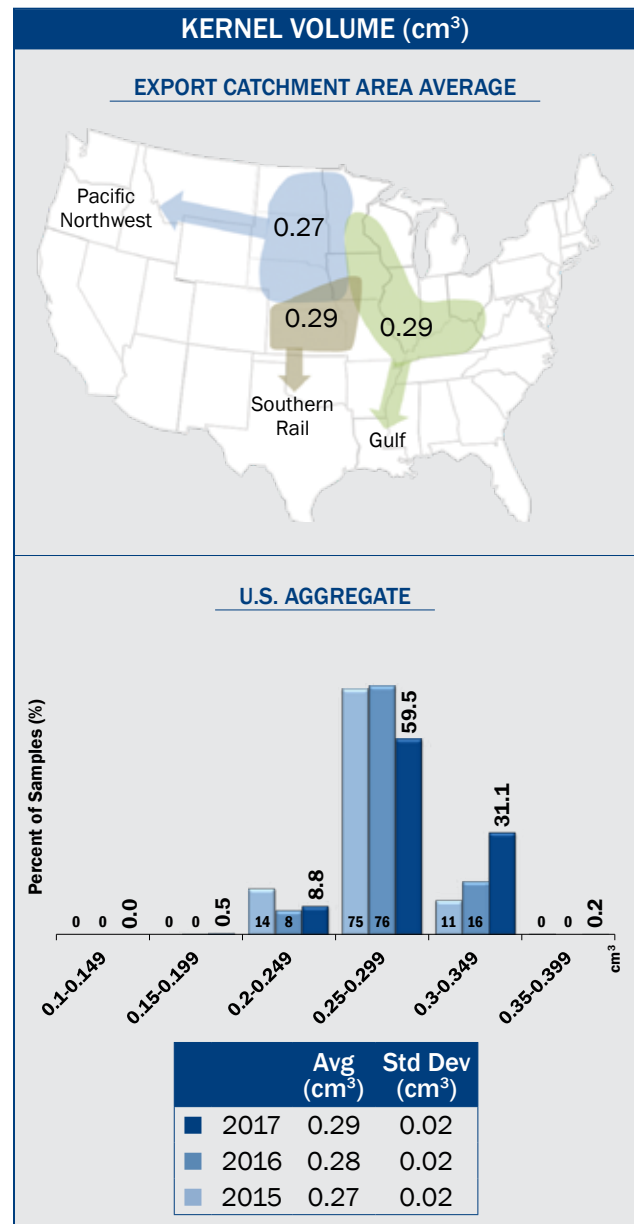 KERNEL VOLUME (cm³)
EXPORT CATCHMENT AREA AVERAGE
Pacific
Northwest
0.27
0.29
0.29
Southern
Rail
Gulf
U.S. AGGREGATE
Percent of Samples (%)
0 0 0.0
0 0 0.5
14 8 8.8
75 76 59.5
11 16 31.1
0 0 0.2
0.1-0.149
0.15-0.199
0.2-0.249
0.25-0.299
0.3-0.349
0.35-0.399
cm³
Avg Std Dev
(cm³) (cm³)
2017 0.29 0.02
2016 0.28 0.02
2015 0.27 0.02